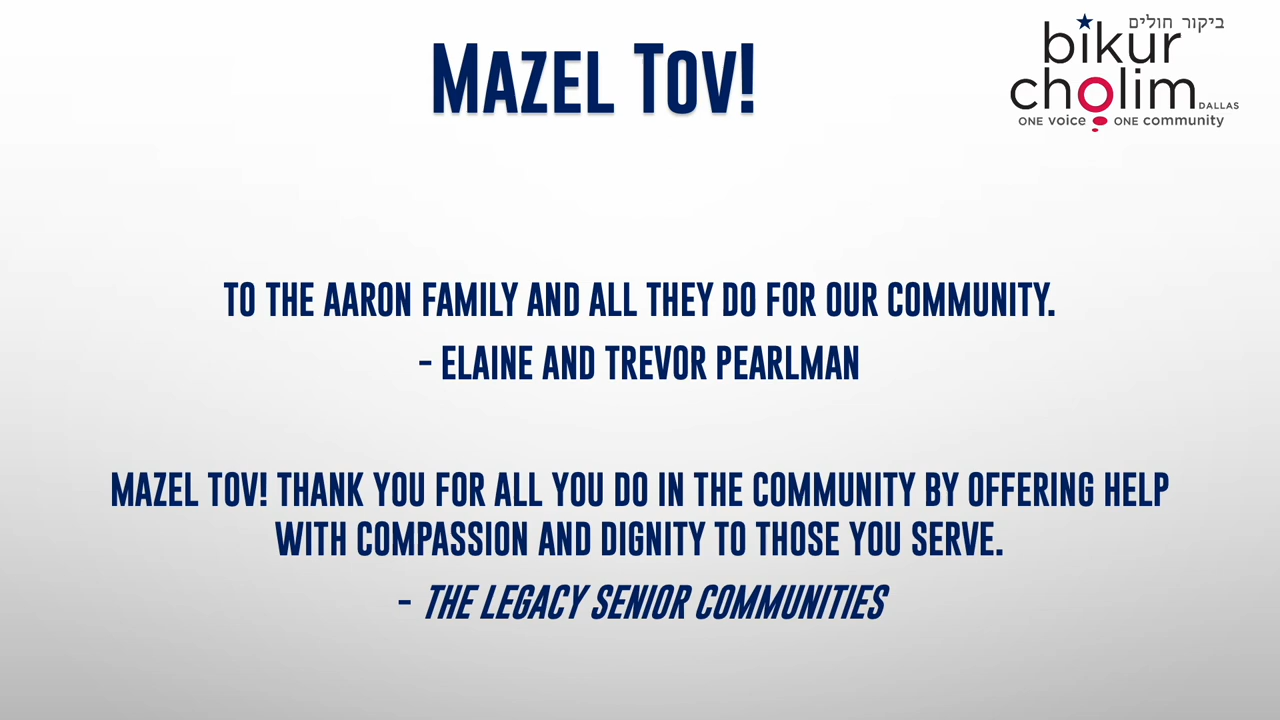 MAZEL TOV!
ביקור חולים
bikur
cholim
DALLAS
ONE voice ONE community
TO THE AARON FAMILY AND ALL THEY DO FOR OUR COMMUNITY.
- ELAINE AND TREVOR PEARLMAN
MAZEL TOV! THANK YOU FOR ALL YOU DO IN THE COMMUNITY BY OFFERING HELP
WITH COMPASSION AND DIGNITY TO THOSE YOU SERVE.
- THE LEGACY SENIOR COMMUNITIES